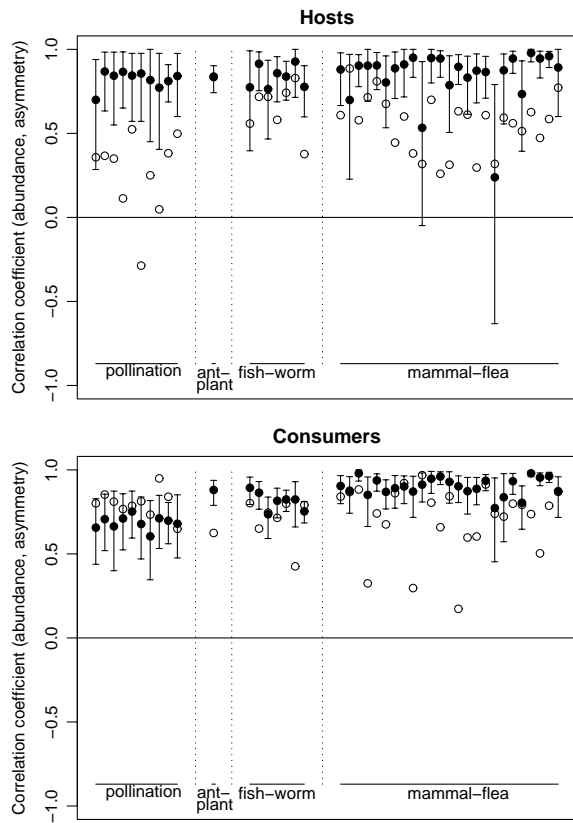 Hosts
Correlation coefficient (abundance, asymmetry)
1.0
0.5
0.0
−0.5
−1.0
pollination
ant−
plant
fish−worm
mammal−flea
Consumers
Correlation coefficient (abundance, asymmetry)
1.0
0.5
0.0
−0.5
−1.0
pollination
ant−
plant
fish−worm
mammal−flea